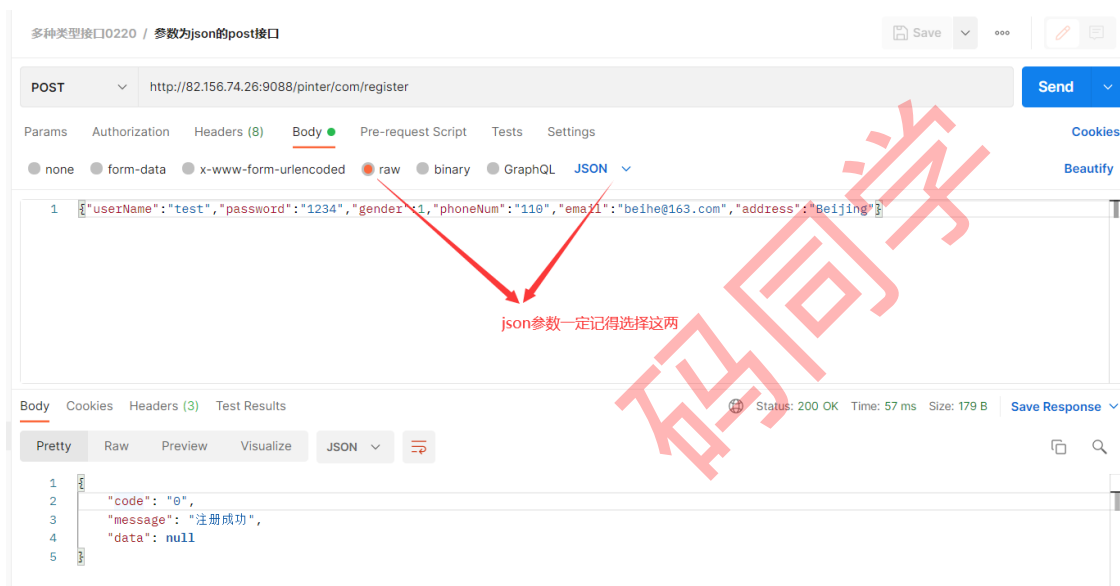 多种类型接口0220 / 参数为json的post接口
Save
POST
http://82.156.74.26:9088/pinter/com/register
Send
Params Authorization Headers (8) Body Pre-request Script Tests Settings Cookies
none form-data x-www-form-urlencoded raw binary GraphQL JSON Beautify
1 {"userName":"test","password":"1234","gender":1,"phoneNum":"110","email":"beihe@163.com","address":"Beijing"}
json参数一定记得选择这两
码同学
Body Cookies Headers (3) Test Results Status: 200 OK Time: 57 ms Size: 179 B Save Response
Pretty Raw Preview Visualize JSON
1 {
2 "code": "0",
3 "message": "注册成功",
4 "data": null
5 }